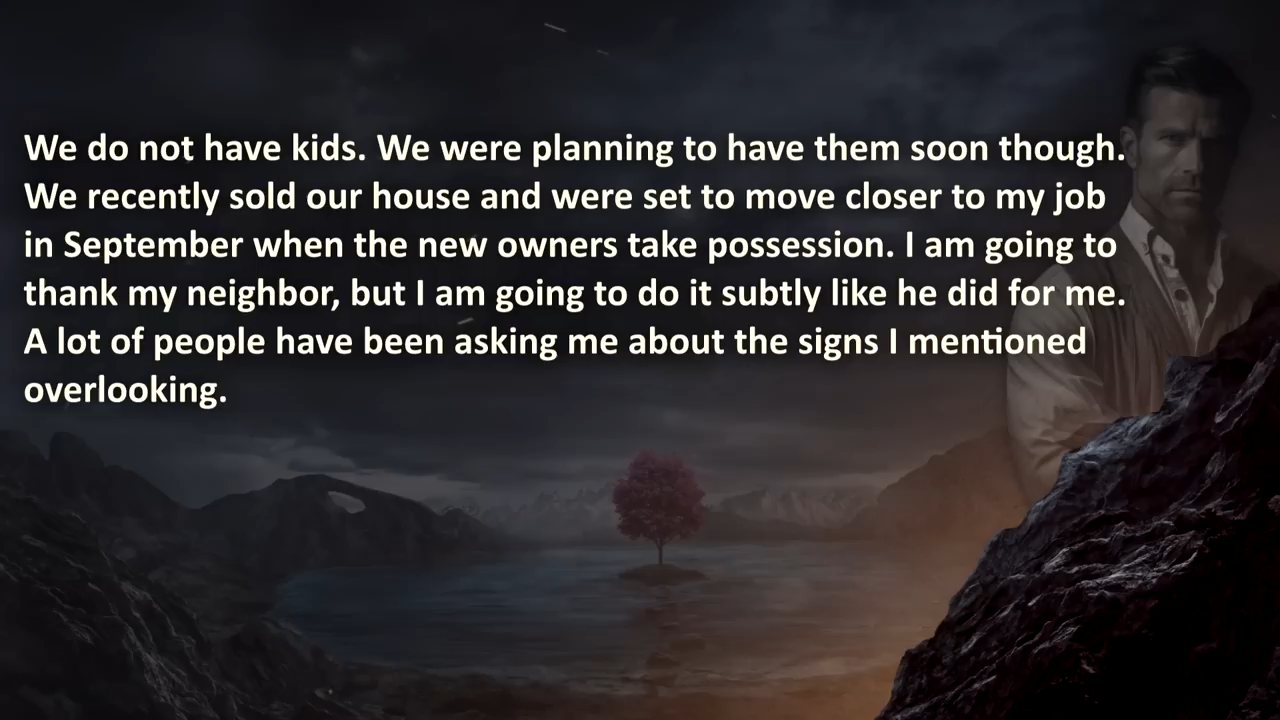 We do not have kids. We were planning to have them soon though.
We recently sold our house and were set to move closer to my job
in September when the new owners take possession. I am going to
thank my neighbor, but I am going to do it subtly like he did for me.
A lot of people have been asking me about the signs I mentioned
overlooking.